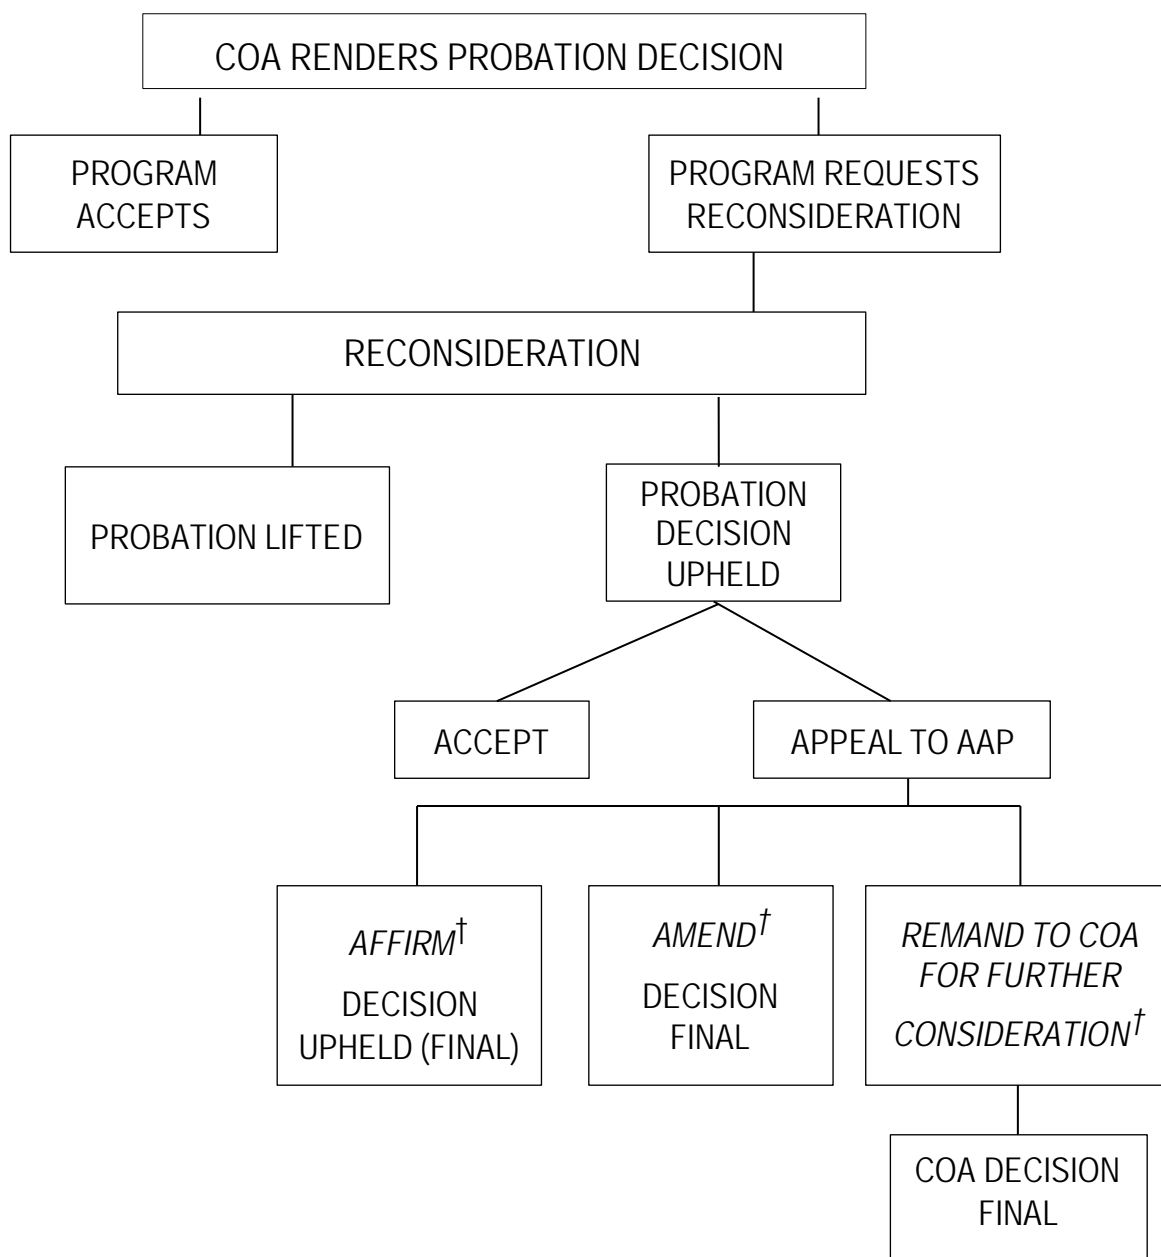 COA RENDERS PROBATION DECISION
PROGRAM
ACCEPTS
PROGRAM REQUESTS
RECONSIDERATION
RECONSIDERATION
PROBATION LIFTED
PROBATION
DECISION
UPHELD
ACCEPT
APPEAL TO AAP
AFFIRM†
DECISION
UPHELD (FINAL)
AMEND†
DECISION
FINAL
REMAND TO COA
FOR FURTHER
CONSIDERATION†
COA DECISION
FINAL